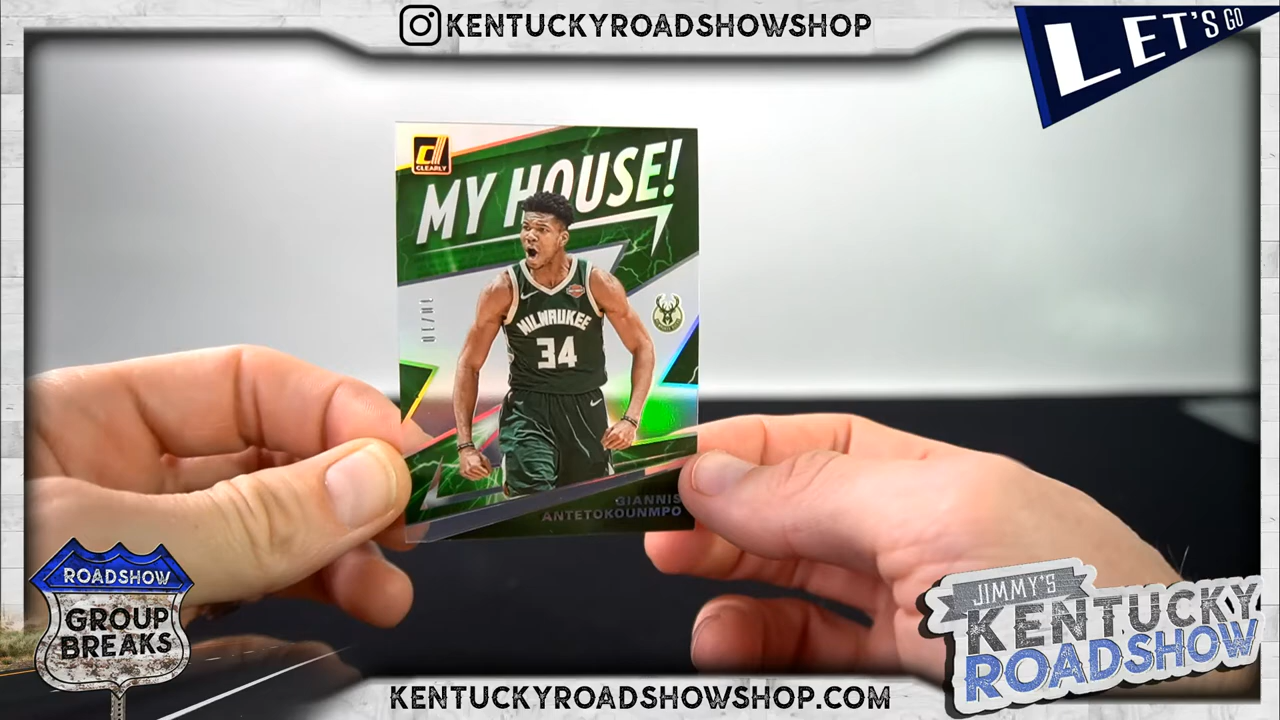 KENTUCKYROADSHOWSHOP
LET'S GO
d
CLEARLY
MY HOUSE!
MILWAUKEE
34
GIANNIS
ANTETOKOUNMPO
ROADSHOW
GROUP
BREAKS
JIMMY'S
KENTUCKY
ROADSHOW
KENTUCKYROADSHOWSHOP.COM